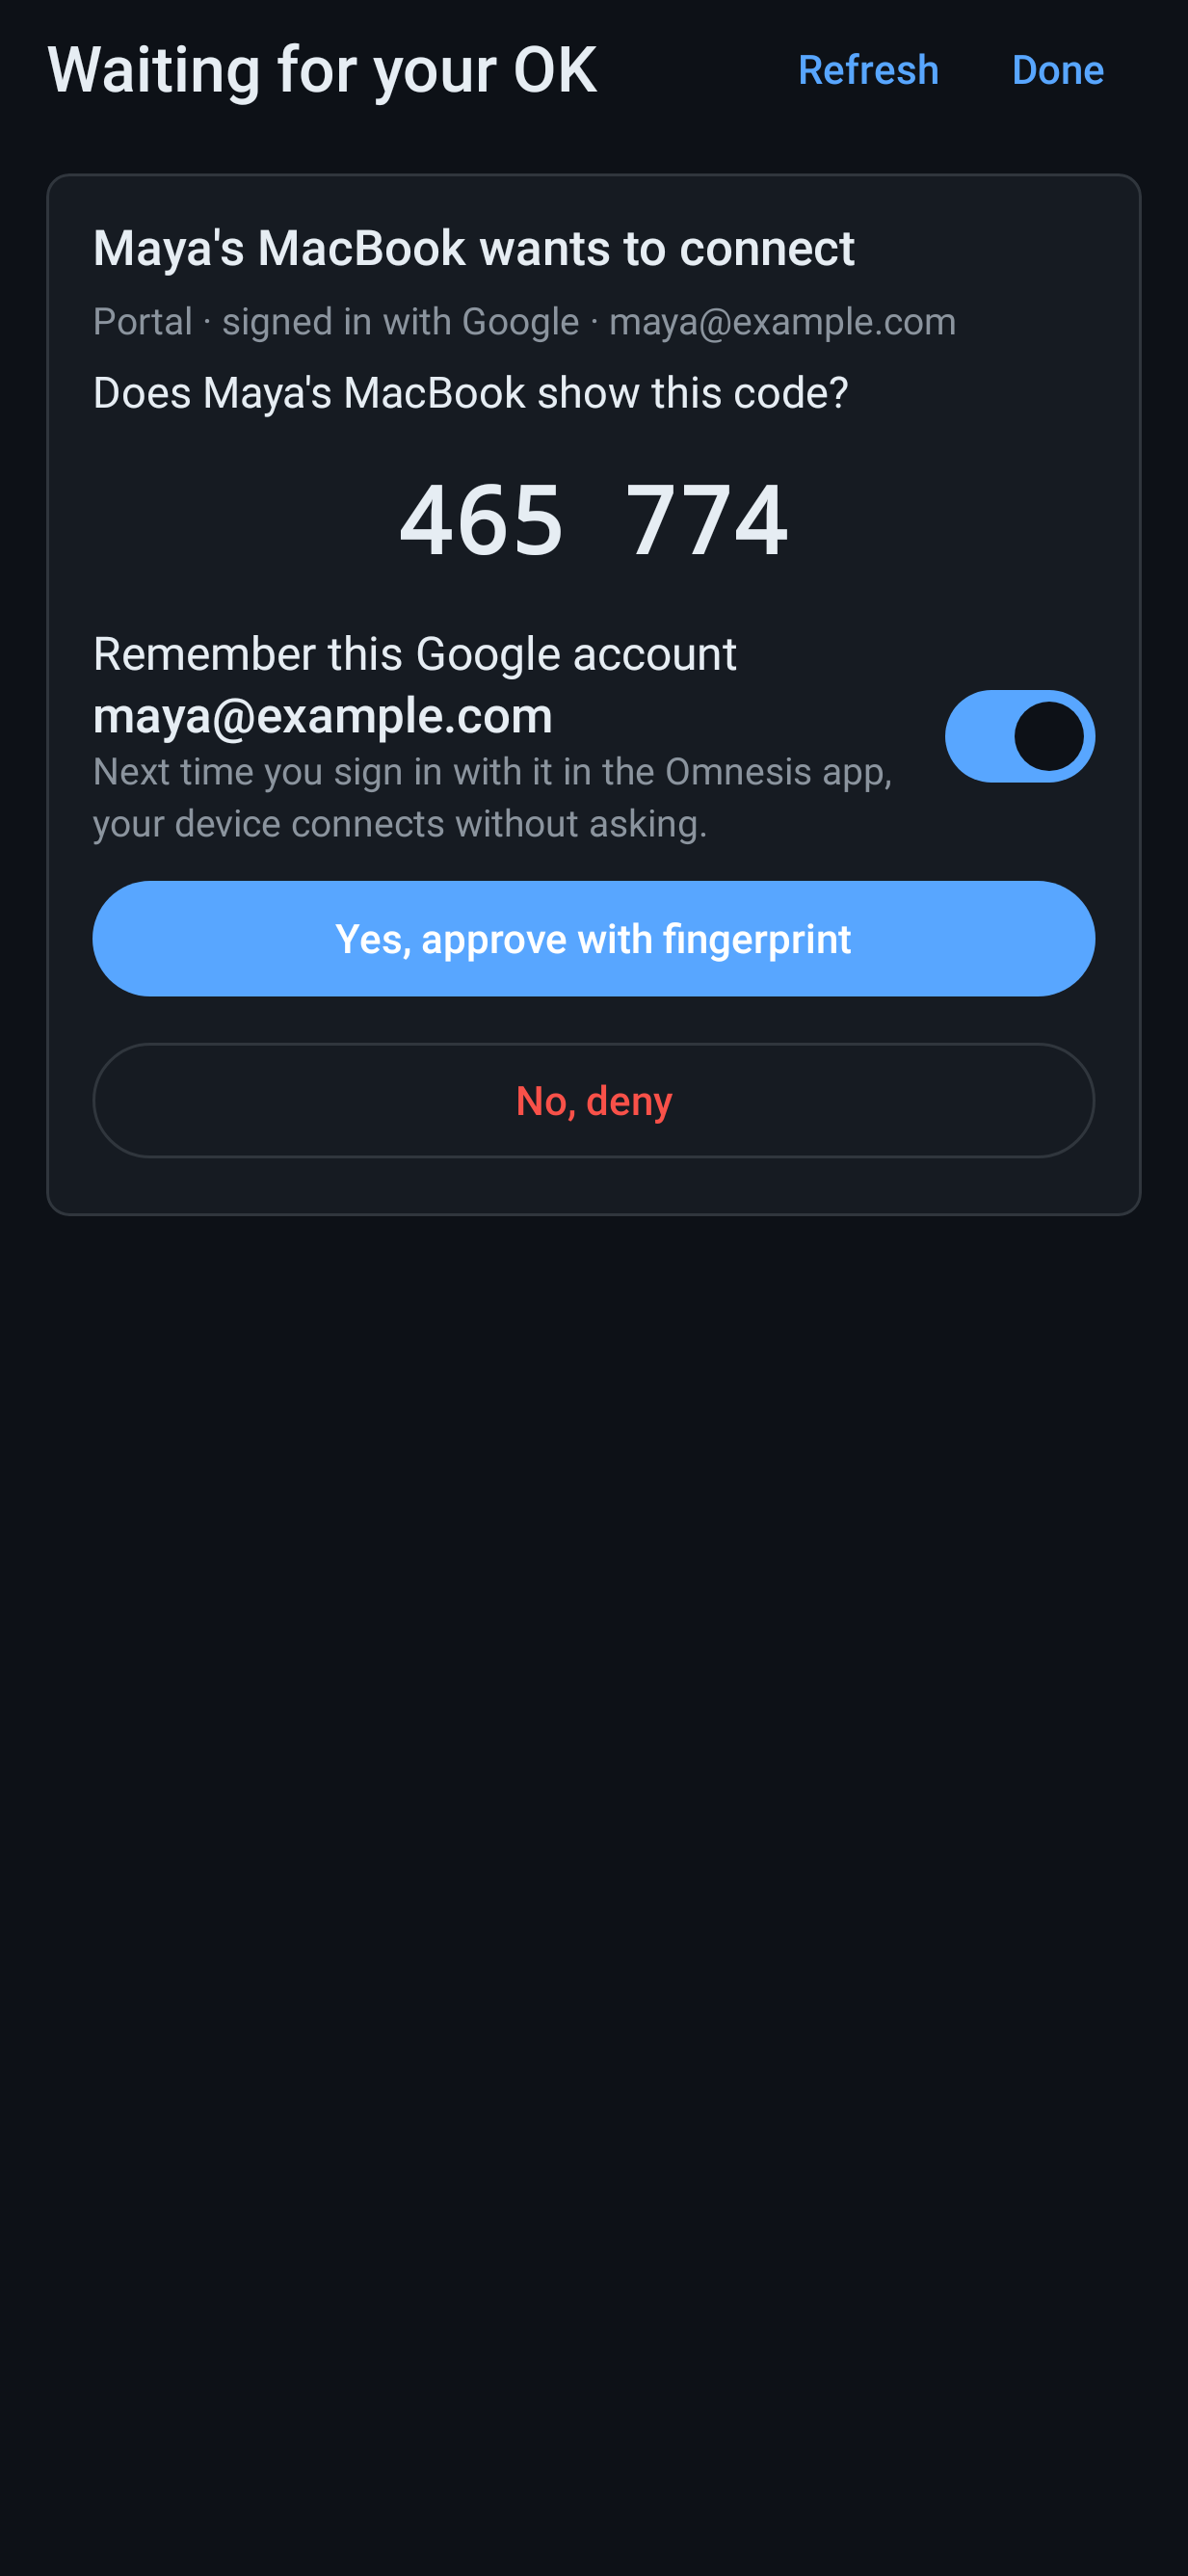 Waiting for your OK
Refresh
Done
Maya's MacBook wants to connect
Portal · signed in with Google · maya@example.com
Does Maya's MacBook show this code?
465 774
Remember this Google account
maya@example.com
Next time you sign in with it in the Omnesis app,
your device connects without asking.
Yes, approve with fingerprint
No, deny